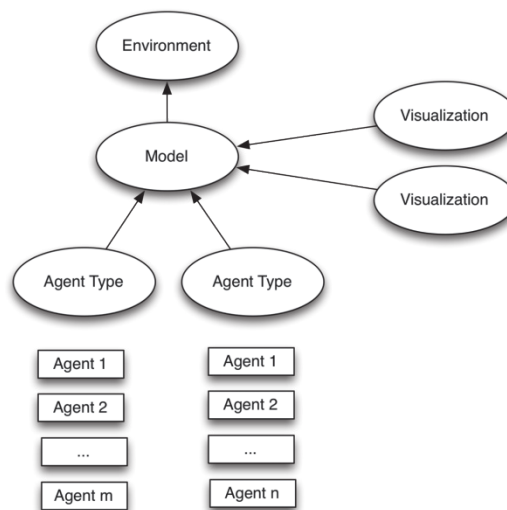 Environment
Visualization
Model
Visualization
Agent Type
Agent Type
Agent 1
Agent 1
Agent 2
Agent 2
...
...
Agent m
Agent n